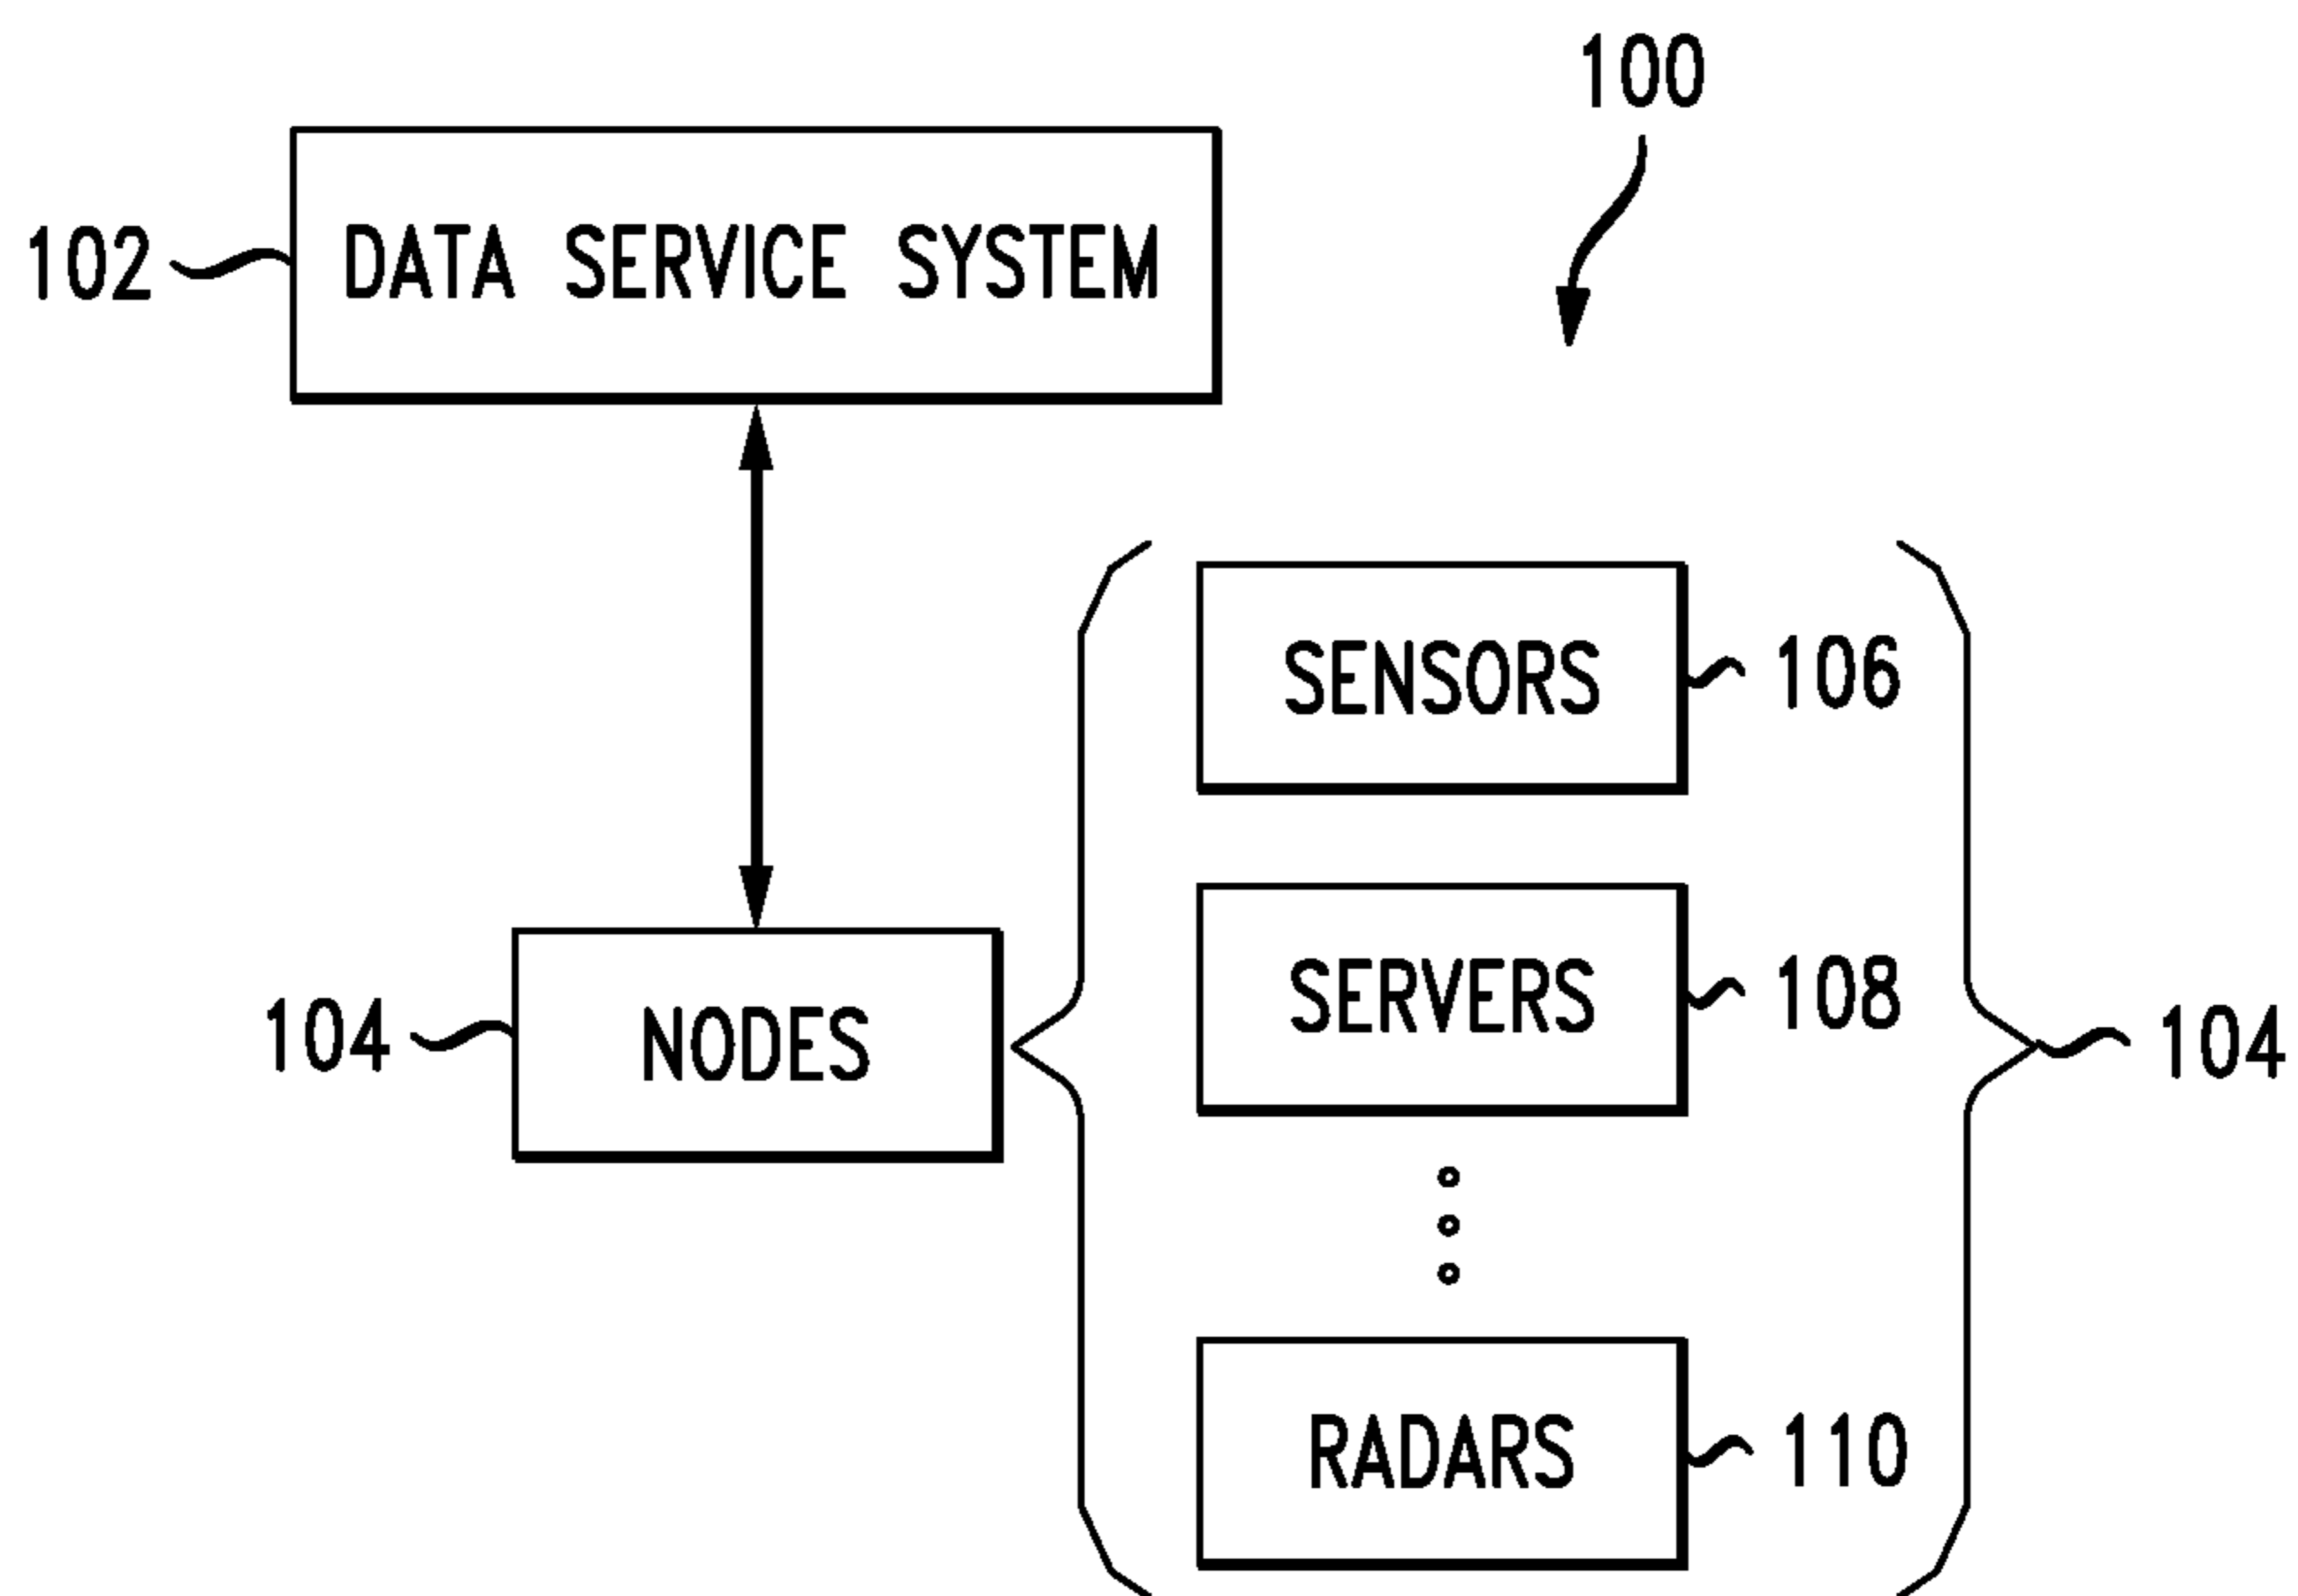 100
102 DATA SERVICE SYSTEM
SENSORS 106
SERVERS 108
104 NODES
104
RADARS 110